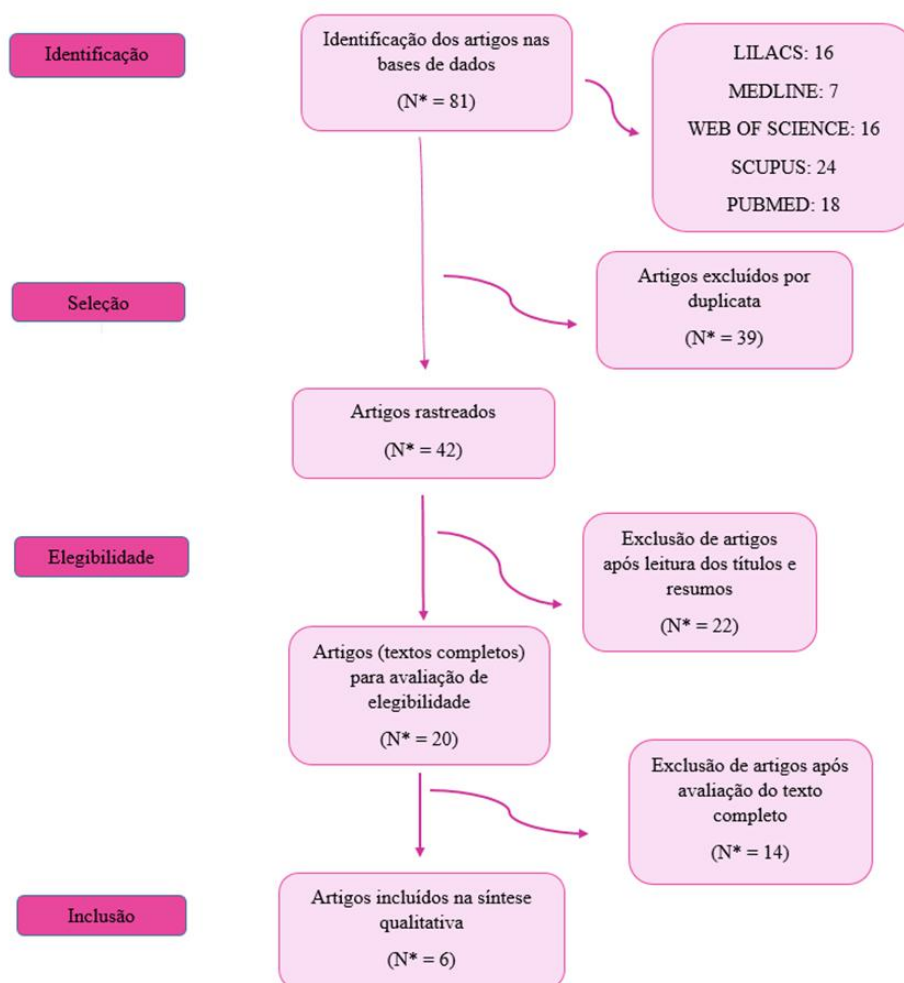 Identificação
Identificação dos artigos nas
bases de dados
(N* = 81)
LILACS: 16
MEDLINE: 7
WEB OF SCIENCE: 16
SCUPUS: 24
PUBMED: 18
Seleção
Artigos excluídos por
duplicata
(N* = 39)
Artigos rastreados
(N* = 42)
Elegibilidade
Exclusão de artigos
após leitura dos títulos e
resumos
(N* = 22)
Artigos (textos completos)
para avaliação de
elegibilidade
(N* = 20)
Exclusão de artigos após
avaliação do texto
completo
(N* = 14)
Inclusão
Artigos incluídos na síntese
qualitativa
(N* = 6)